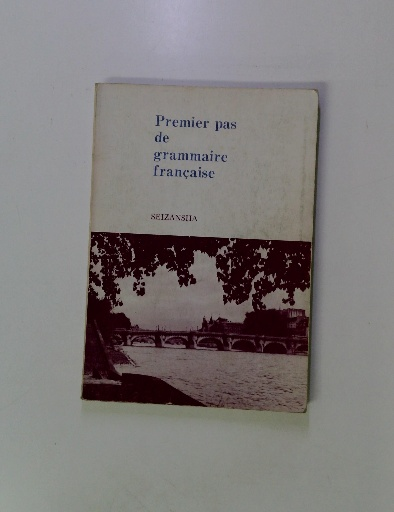 Premier pas
de
grammaire
française
SEIZANSHA